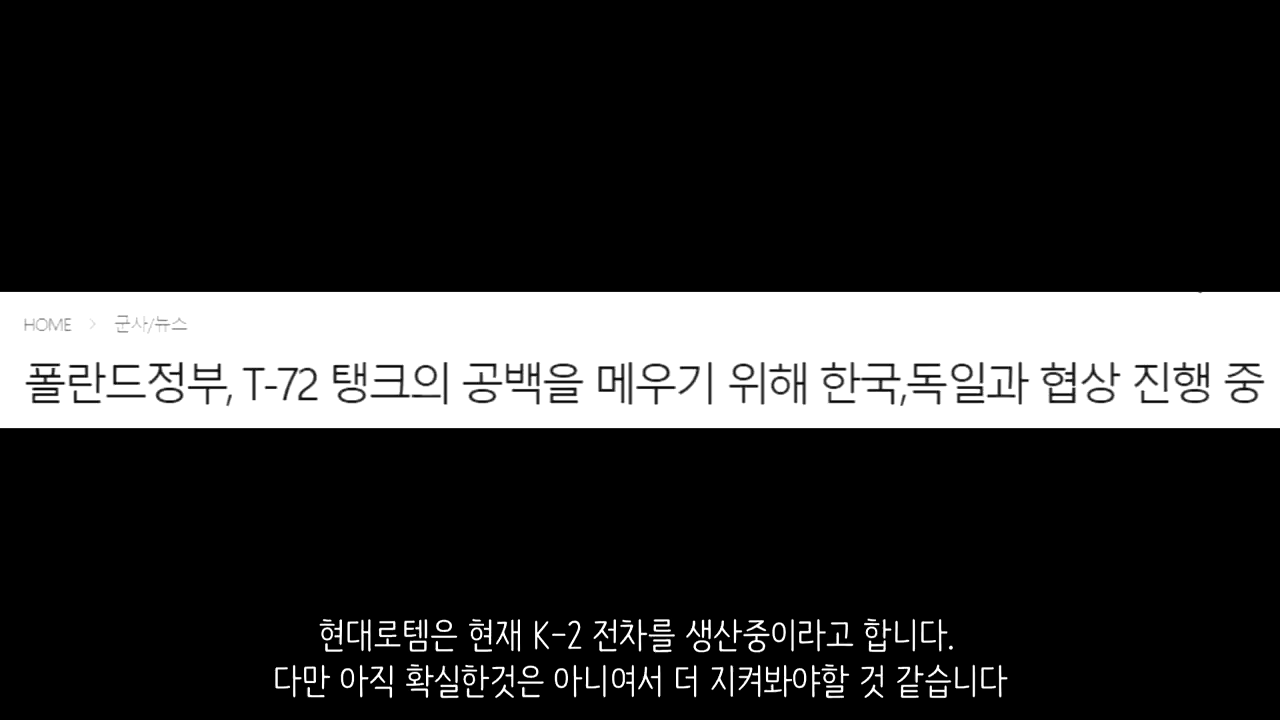 HOME > 군사/뉴스
폴란드정부, T-72 탱크의 공백을 메우기 위해 한국,독일과 협상 진행 중
현대로템은 현재 K-2 전차를 생산중이라고 합니다.
다만 아직 확실한것은 아니여서 더 지켜봐야할 것 같습니다